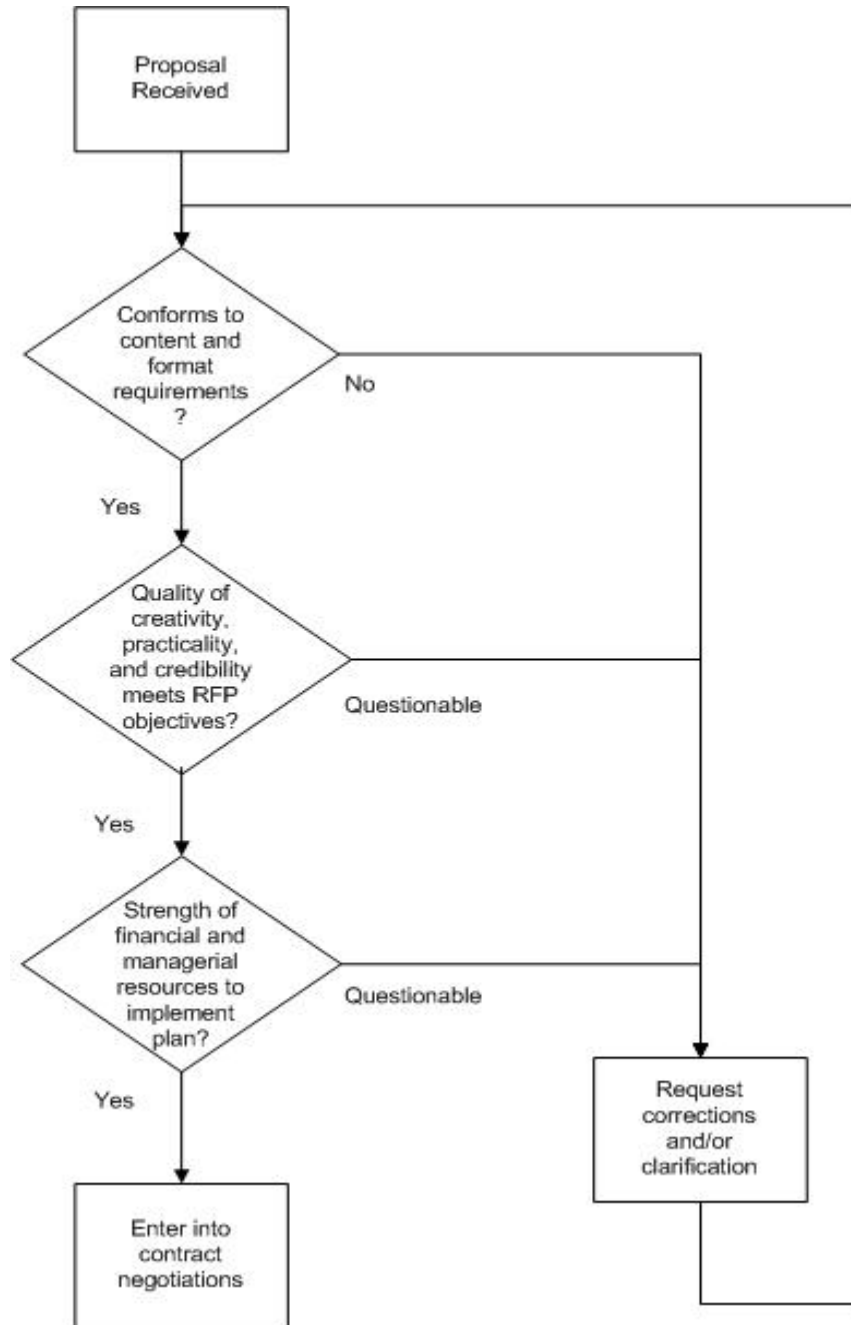 Proposal
Received
Conforms to
content and
format
requirements
?
No
Yes
Quality of
creativity,
practicality,
and credibility
meets RFP
objectives?
Questionable
Yes
Strength of
financial and
managerial
resources to
implement
plan?
Questionable
Yes
Request
corrections
and/or
clarification
Enter into
contract
negotiations